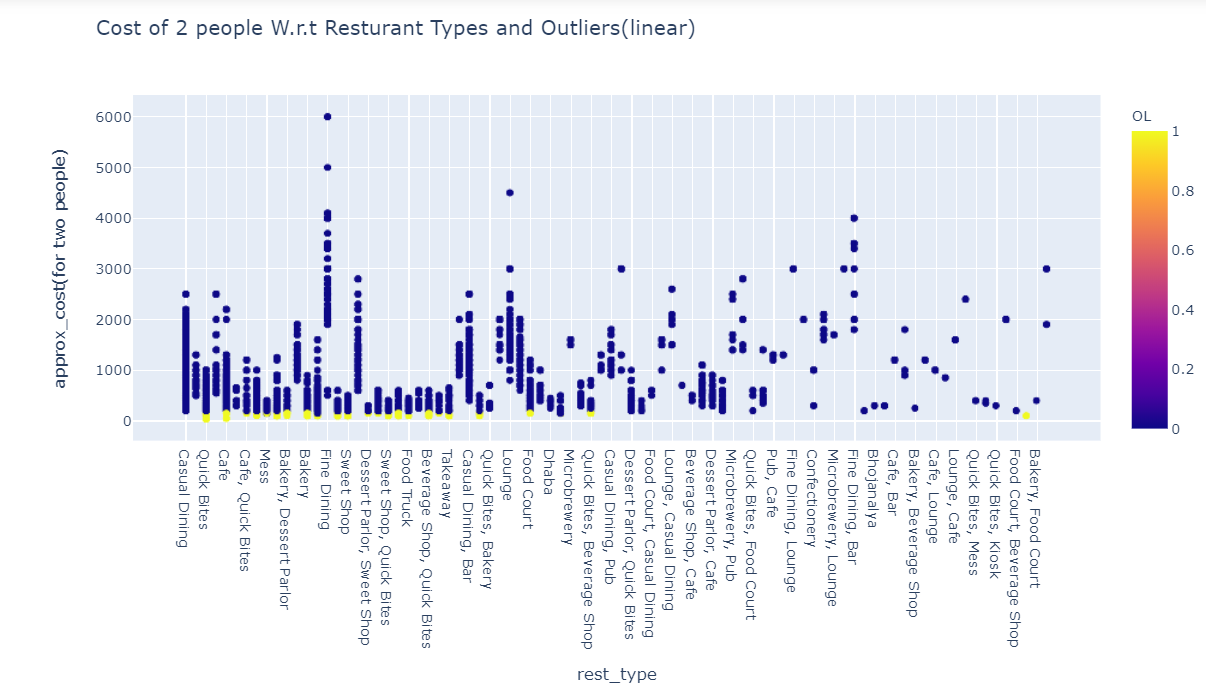 Cost of 2 people W.r.t Resturant Types and Outliers(linear)
OL
1
0.8
0.6
0.4
0.2
0
approx_cost(for two people)
6000
5000
4000
3000
2000
1000
0
Casual Dining
Quick Bites
Cafe
Cafe, Quick Bites
Mess
Bakery, Dessert Parlor
Bakery
Fine Dining
Sweet Shop
Dessert Parlor, Sweet Shop
Sweet Shop, Quick Bites
Food Truck
Beverage Shop, Quick Bites
Takeaway
Casual Dining, Bar
Quick Bites, Bakery
Lounge
Food Court
Dhaba
Microbrewery
Quick Bites, Beverage Shop
Casual Dining, Pub
Dessert Parlor, Quick Bites
Food Court, Casual Dining
Lounge, Casual Dining
Beverage Shop, Cafe
Dessert Parlor, Cafe
Microbrewery, Pub
Quick Bites, Food Court
Pub, Cafe
Fine Dining, Lounge
Confectionery
Microbrewery, Lounge
Fine Dining, Bar
Bhojanalya
Cafe, Bar
Bakery, Beverage Shop
Cafe, Lounge
Lounge, Cafe
Quick Bites, Mess
Quick Bites, Kiosk
Food Court, Beverage Shop
Bakery, Food Court
rest_type